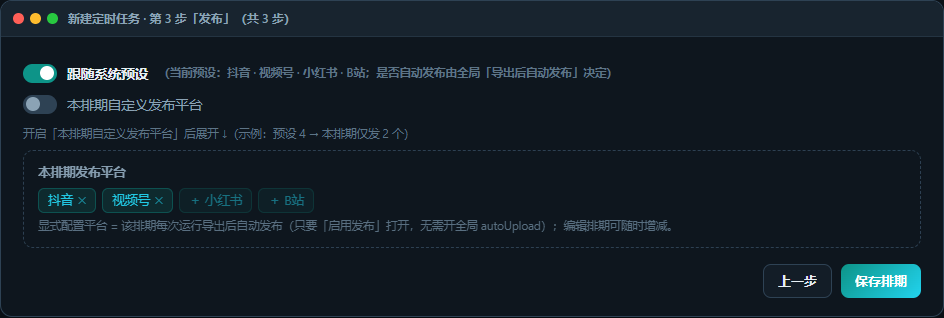 新建定时任务 · 第 3 步「发布」（共 3 步）
跟随系统预设 （当前预设：抖音 · 视频号 · 小红书 · B站；是否自动发布由全局「导出后自动发布」决定）
本排期自定义发布平台
开启「本排期自定义发布平台」后展开 ↓（示例：预设 4 → 本排期仅发 2 个）
本排期发布平台
抖音 × 视频号 × + 小红书 + B站
显式配置平台 = 该排期每次运行导出后自动发布（只要「启用发布」打开，无需开全局 autoUpload）；编辑排期可随时增减。
上一步 保存排期